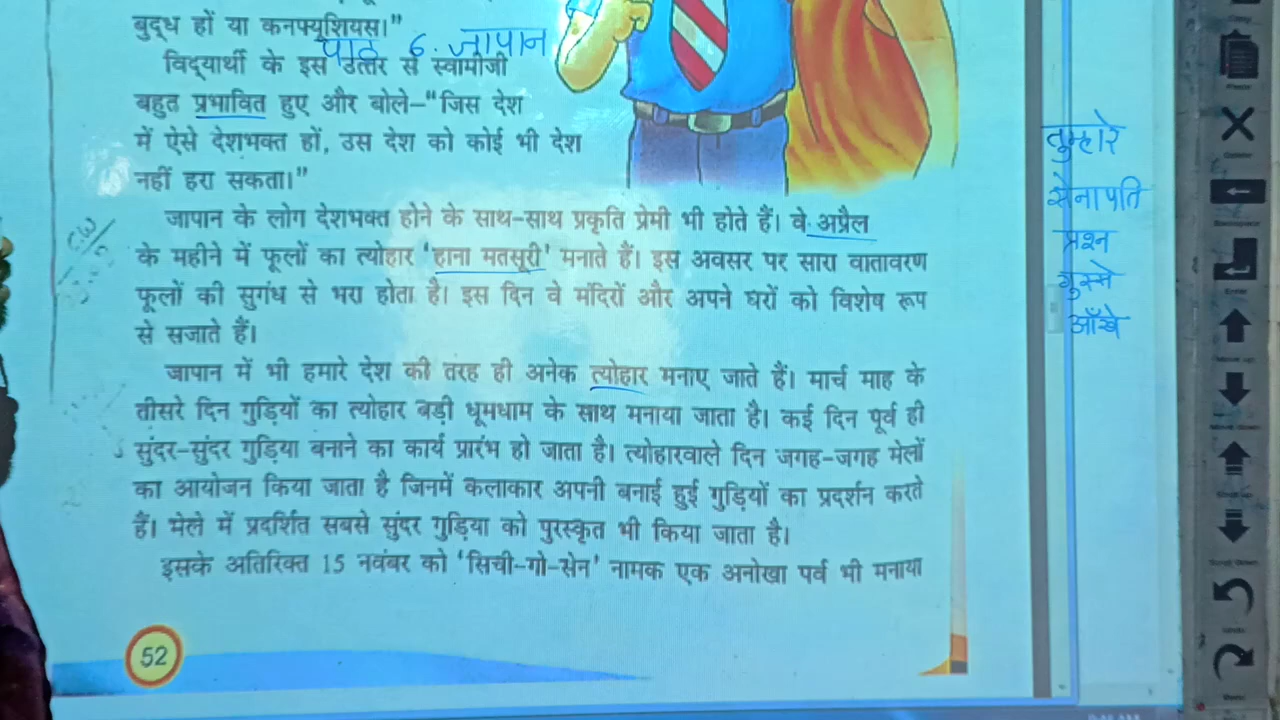 बुद्ध हों या कनफ्यूशियस।”
पाठ 6. जापान
विद्यार्थी के इस उत्तर से स्वामीजी
बहुत प्रभावित हुए और बोले–“जिस देश
में ऐसे देशभक्त हों, उस देश को कोई भी देश
नहीं हरा सकता।”
जापान के लोग देशभक्त होने के साथ-साथ प्रकृति प्रेमी भी होते हैं। वे अप्रैल
के महीने में फूलों का त्योहार ‘हाना मतसूरी’ मनाते हैं। इस अवसर पर सारा वातावरण
फूलों की सुगंध से भरा होता है। इस दिन वे मंदिरों और अपने घरों को विशेष रूप
से सजाते हैं।
जापान में भी हमारे देश की तरह ही अनेक त्योहार मनाए जाते हैं। मार्च माह के
तीसरे दिन गुड़ियों का त्योहार बड़ी धूमधाम के साथ मनाया जाता है। कई दिन पूर्व ही
सुंदर-सुंदर गुड़िया बनाने का कार्य प्रारंभ हो जाता है। त्योहारवाले दिन जगह-जगह मेलों
का आयोजन किया जाता है जिनमें कलाकार अपनी बनाई हुई गुड़ियों का प्रदर्शन करते
हैं। मेले में प्रदर्शित सबसे सुंदर गुड़िया को पुरस्कृत भी किया जाता है।
इसके अतिरिक्त 15 नवंबर को ‘सिची-गो-सेन’ नामक एक अनोखा पर्व भी मनाया
52
C.W
तुम्हारे
सेनापति
प्रश्न
गुस्से
आँखे